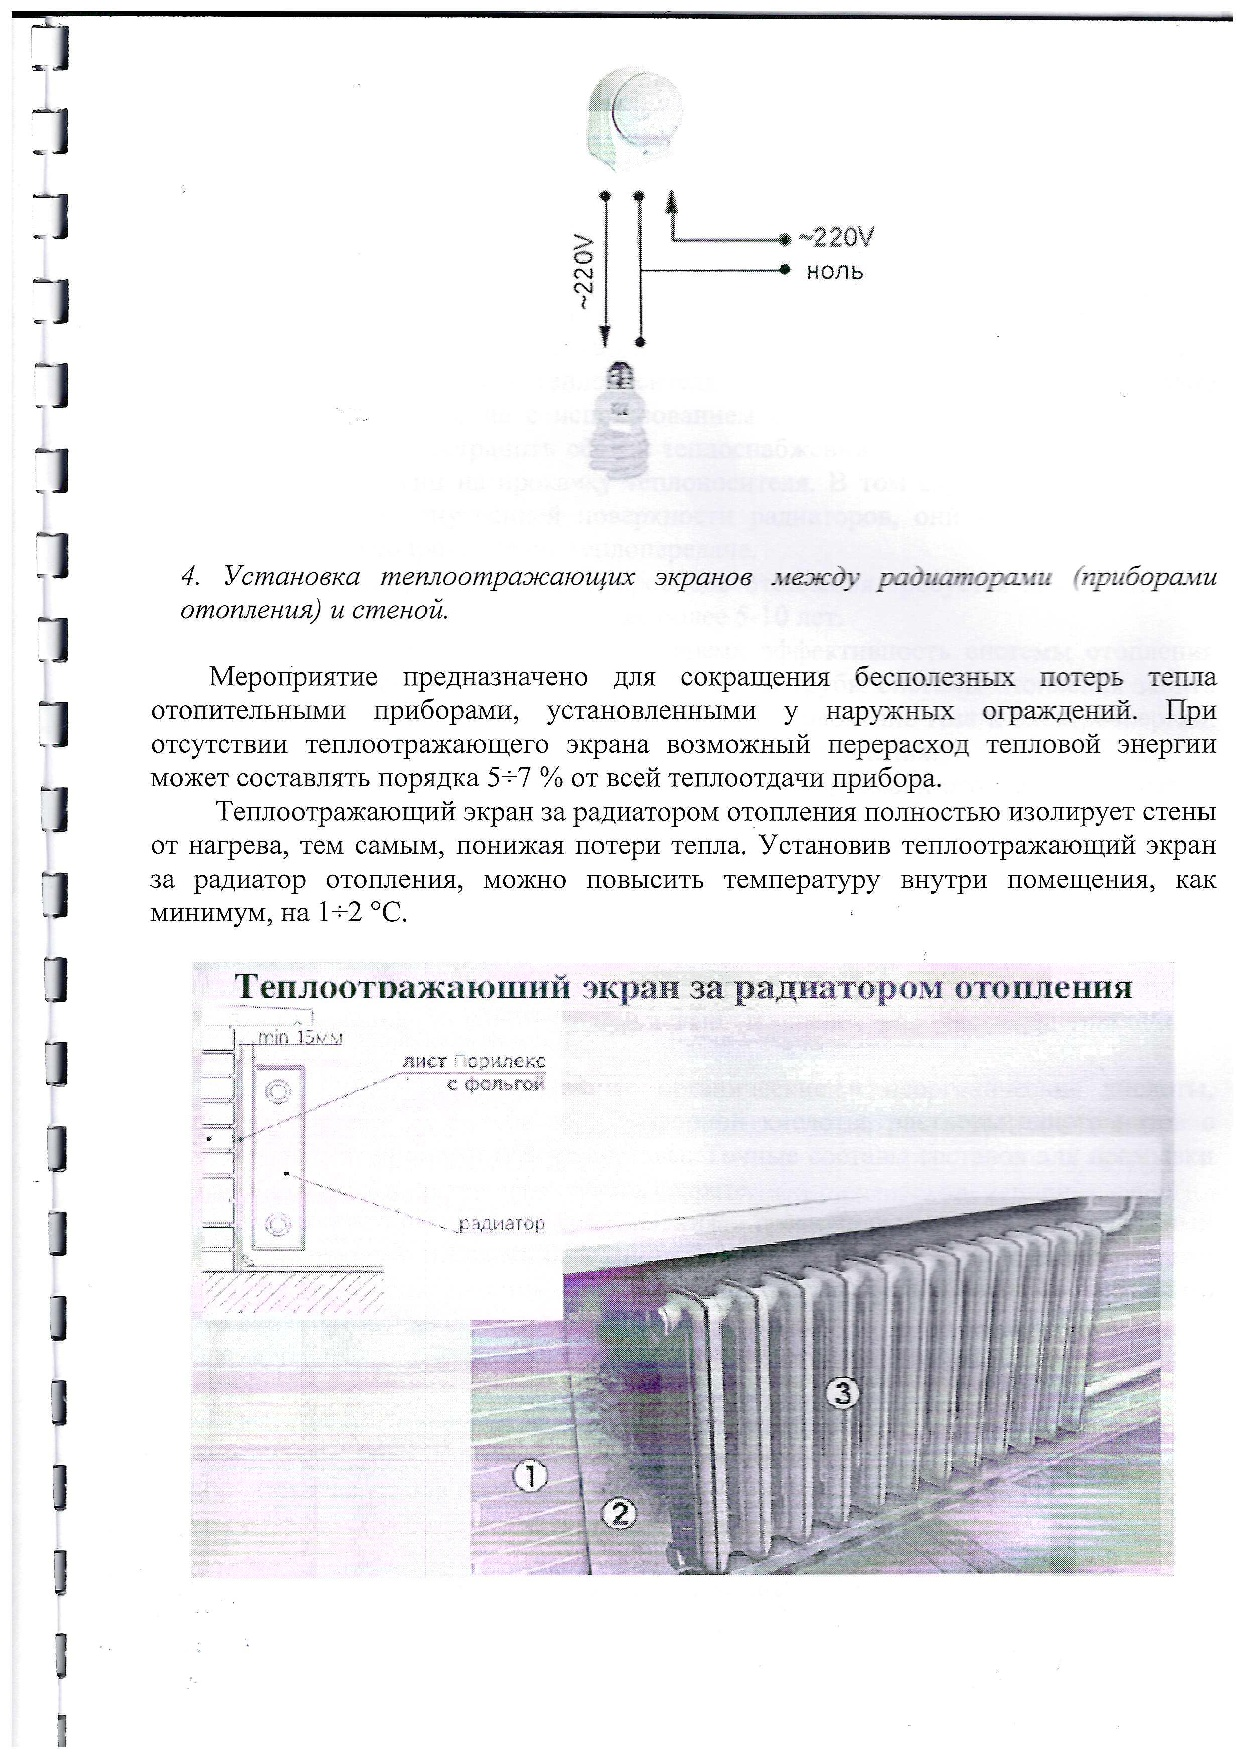 ~220V
~220V
ноль
4. Установка теплоотражающих экранов между радиаторами (приборами
отопления) и стеной.
Мероприятие предназначено для сокращения бесполезных потерь тепла
отопительными приборами, установленными у наружных ограждений. При
отсутствии теплоотражающего экрана возможный перерасход тепловой энергии
может составлять порядка 5÷7 % от всей теплоотдачи прибора.
Теплоотражающий экран за радиатором отопления полностью изолирует стены
от нагрева, тем самым, понижая потери тепла. Установив теплоотражающий экран
за радиатор отопления, можно повысить температуру внутри помещения, как
минимум, на 1÷2 °С.
Теплоотражающий экран за радиатором отопления
min 15мм
лист Порилекс
с фольгой
радиатор
3
1
2